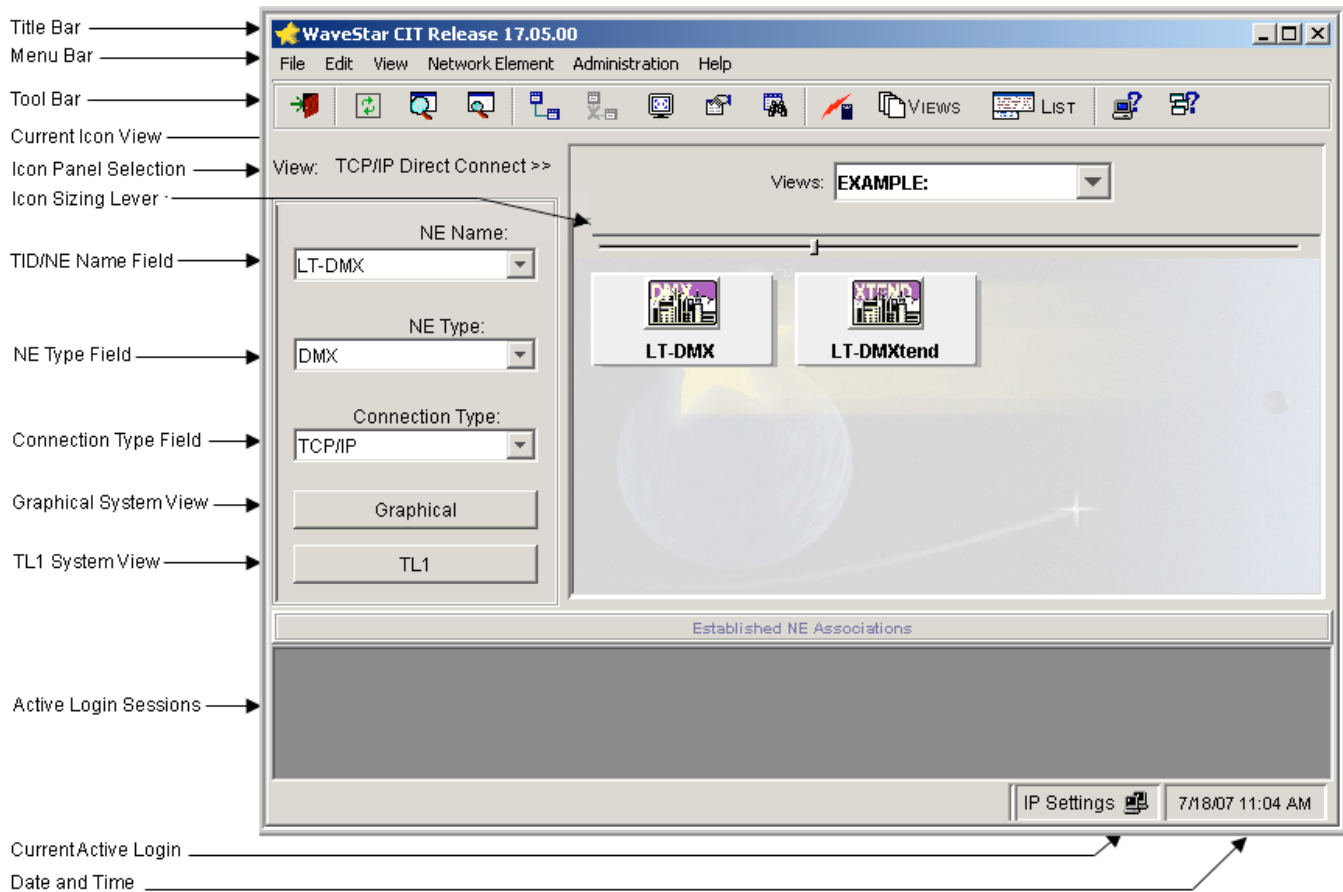 Title Bar
WaveStar CIT Release 17.05.00
Menu Bar
File Edit View Network Element Administration Help
Tool Bar
VIEWS LIST
Current Icon View
Icon Panel Selection
View: TCP/IP Direct Connect >>
Views: EXAMPLE:
Icon Sizing Lever
NE Name:
TID/NE Name Field
LT-DMX
DMX
LT-DMX
XTEND
LT-DMXtend
NE Type:
NE Type Field
DMX
Connection Type:
Connection Type Field
TCP/IP
Graphical System View
Graphical
TL1 System View
TL1
Established NE Associations
Active Login Sessions
IP Settings
7/18/07 11:04 AM
Current Active Login
Date and Time